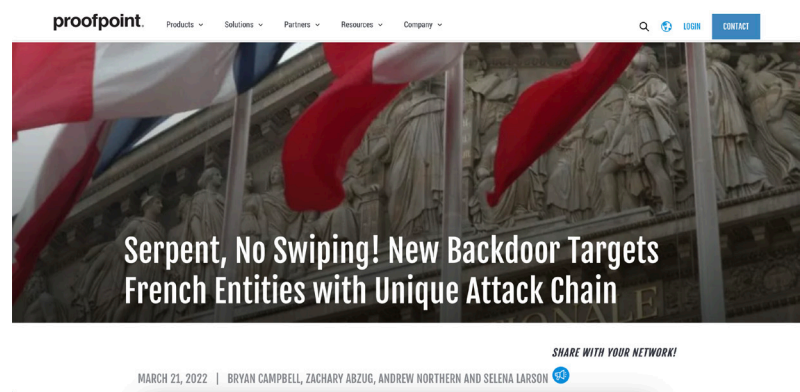 proofpoint.
Products Solutions Partners Resources Company LOGIN CONTACT
Serpent, No Swiping! New Backdoor Targets
French Entities with Unique Attack Chain
NALE
SHARE WITH YOUR NETWORK!
MARCH 21, 2022 | BRYAN CAMPBELL, ZACHARY ABZUG, ANDREW NORTHERN AND SELENA LARSON